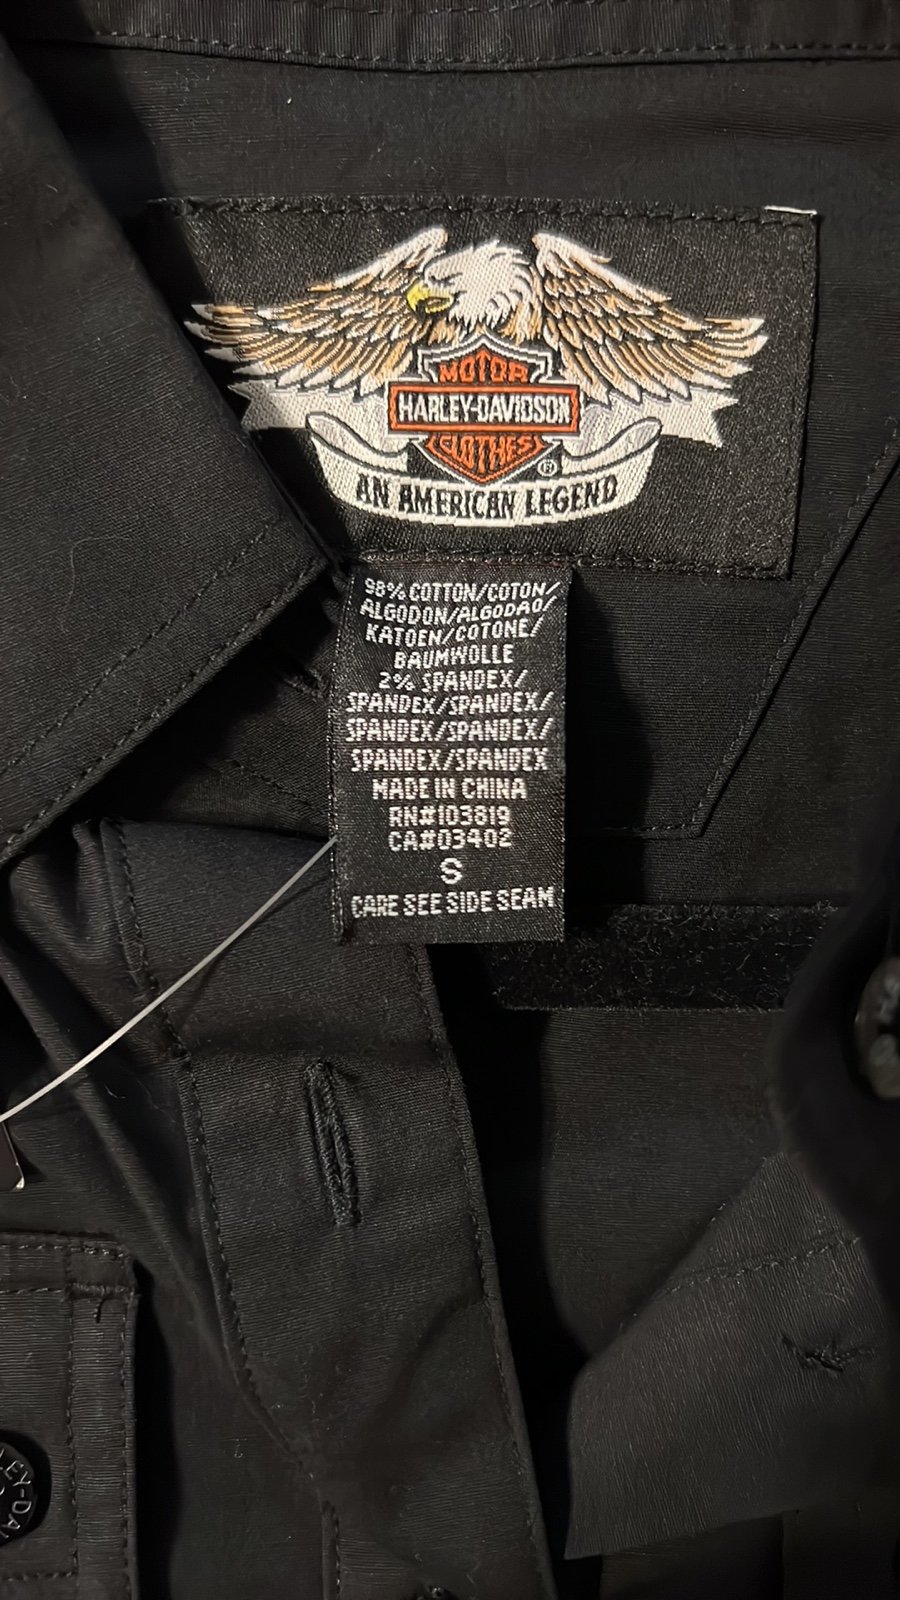 MOTOR
HARLEY-DAVIDSON
CLOTHES
®
AN AMERICAN LEGEND
98% COTTON/COTON/
ALGODON/ALGODAO/
KATOEN/COTONE/
BAUMWOLLE
2% SPANDEX/
SPANDEX/SPANDEX/
SPANDEX/SPANDEX/
SPANDEX/SPANDEX
MADE IN CHINA
RN#103819
CA#03402
S
CARE SEE SIDE SEAM